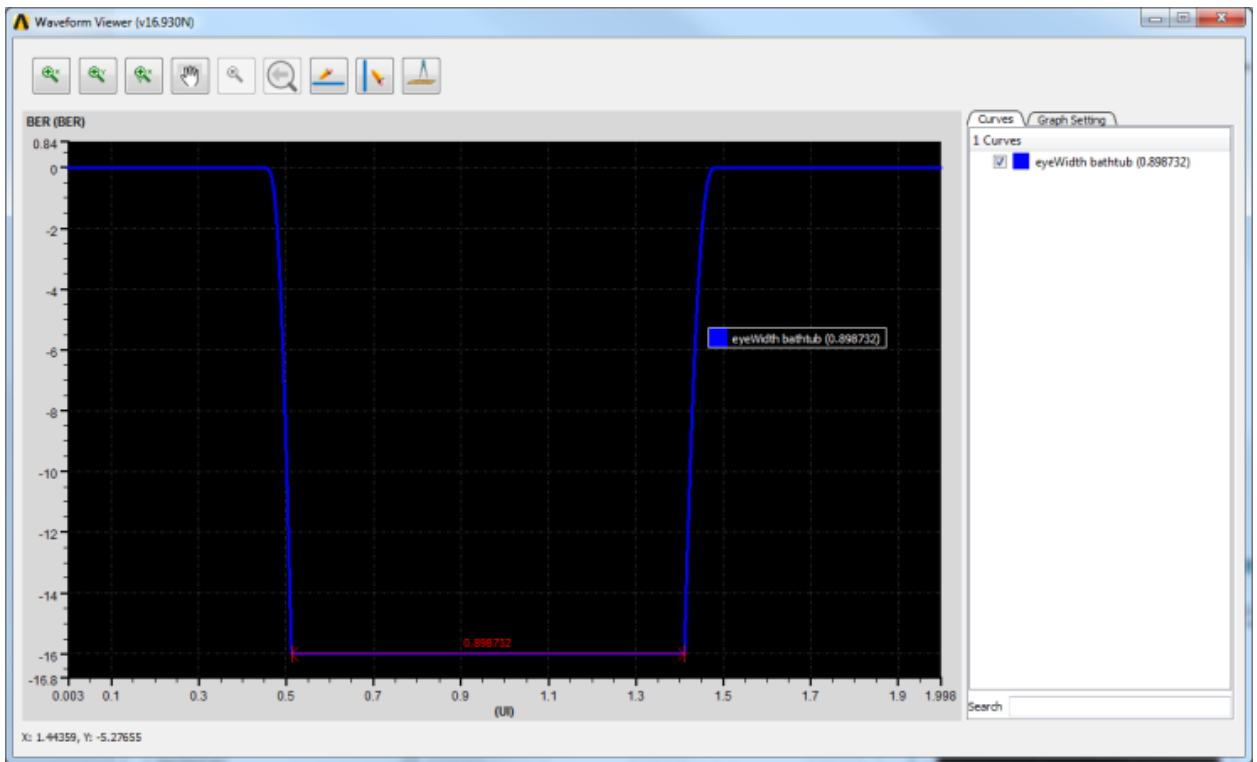 Waveform Viewer (v16.930N)
BER (BER)
0.84
0
-2
-4
-6
-8
-10
-12
-14
-16
-16.8
0.003 0.1 0.3 0.5 0.7 0.9 1.1 1.3 1.5 1.7 1.9 1.998
(UI)
eyeWidth bathtub (0.898732)
0.898732
Curves Graph Setting
1 Curves
eyeWidth bathtub (0.898732)
Search
X: 1.44359, Y: -5.27655